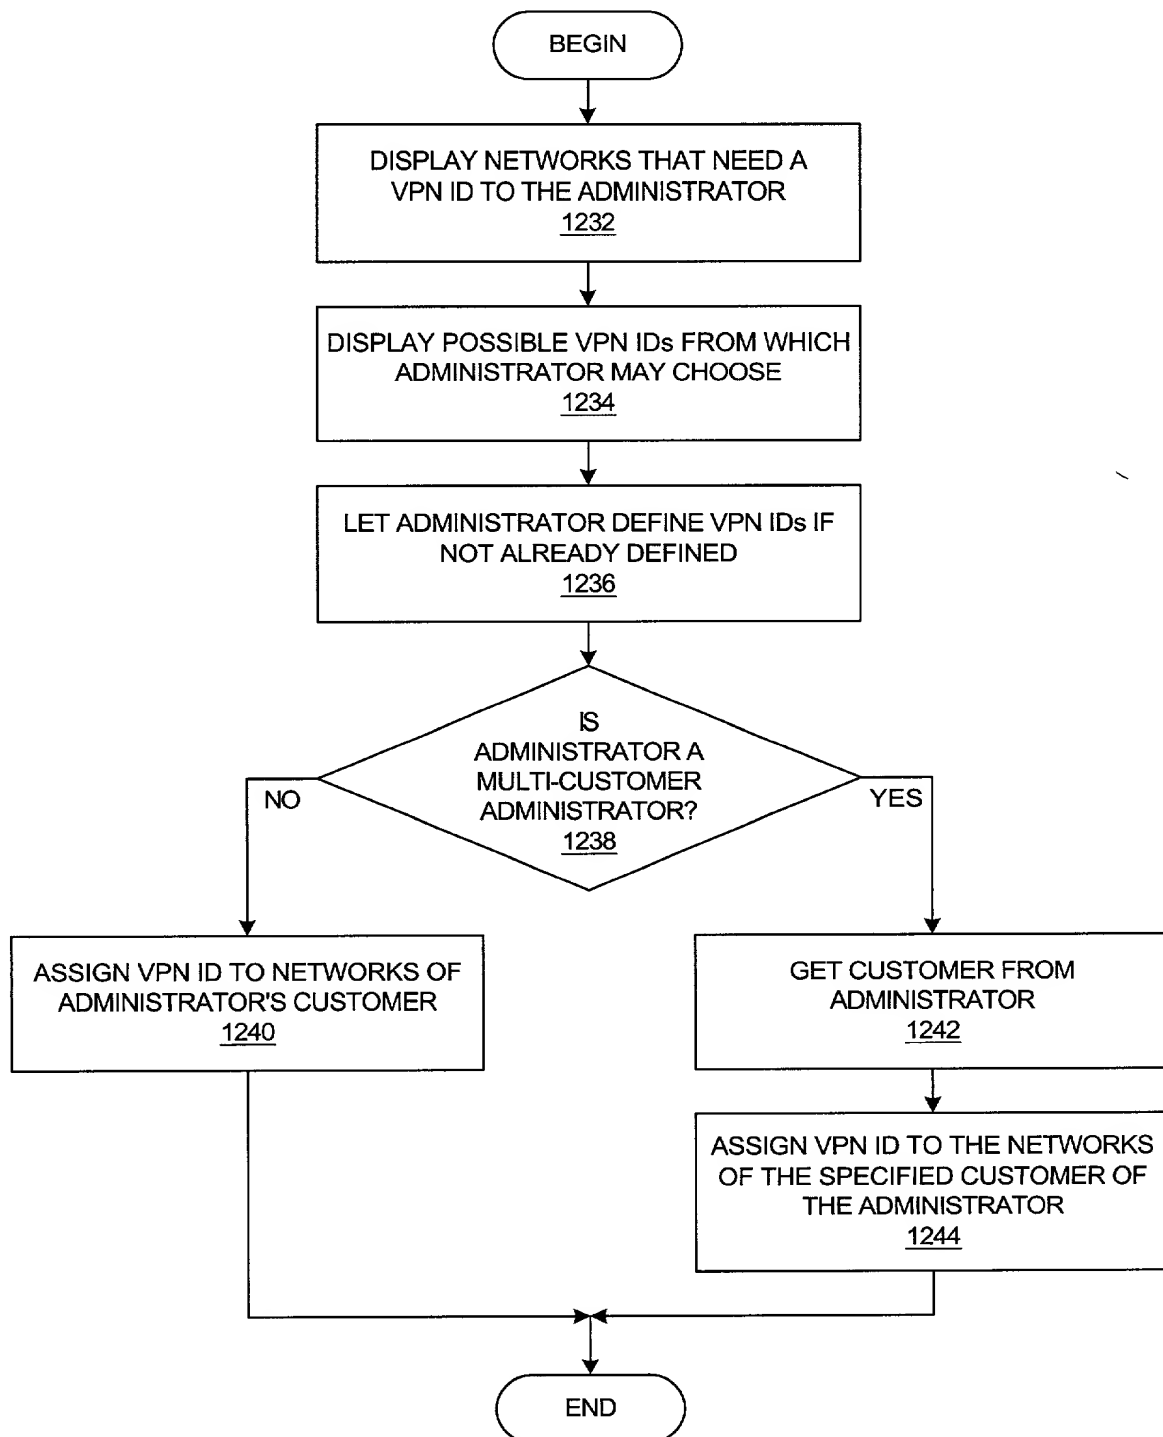 BEGIN
DISPLAY NETWORKS THAT NEED A
VPN ID TO THE ADMINISTRATOR
1232
DISPLAY POSSIBLE VPN IDs FROM WHICH
ADMINISTRATOR MAY CHOOSE
1234
LET ADMINISTRATOR DEFINE VPN IDs IF
NOT ALREADY DEFINED
1236
IS
ADMINISTRATOR A
MULTI-CUSTOMER
ADMINISTRATOR?
1238
NO
YES
ASSIGN VPN ID TO NETWORKS OF
ADMINISTRATOR'S CUSTOMER
1240
GET CUSTOMER FROM
ADMINISTRATOR
1242
ASSIGN VPN ID TO THE NETWORKS
OF THE SPECIFIED CUSTOMER OF
THE ADMINISTRATOR
1244
END